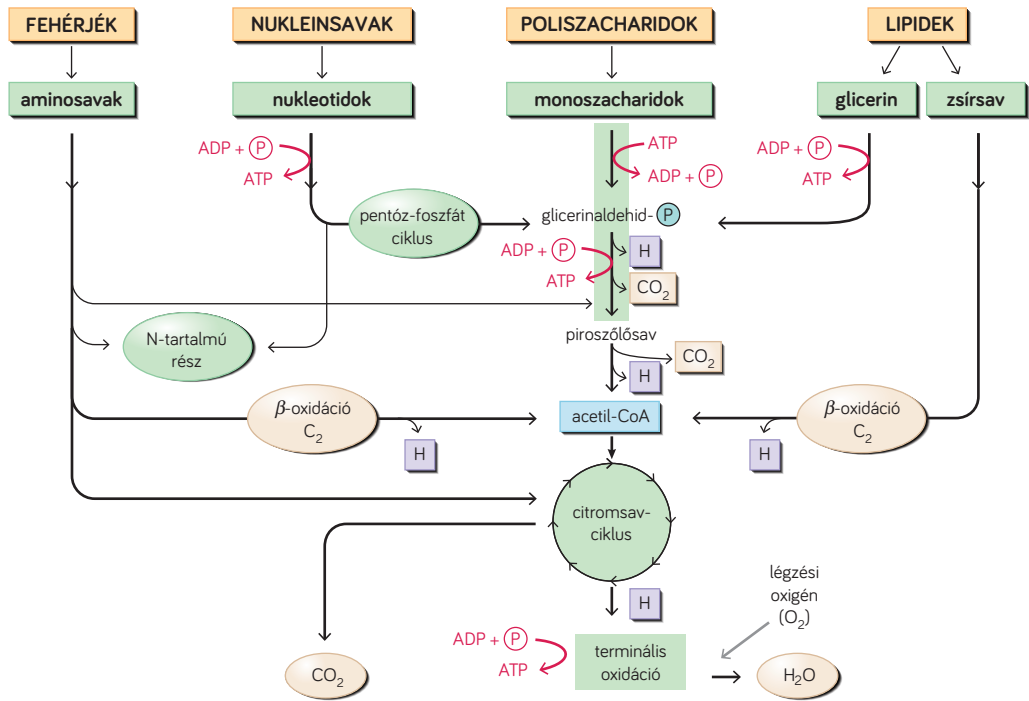 FEHÉRJÉK
NUKLEINSAVAK
POLISZACHARIDOK
LIPIDEK
aminosavak
nukleotidok
monoszacharidok
glicerin
zsírsav
ADP + P
ATP
ATP
ADP + P
ADP + P
ATP
pentóz-foszfát
ciklus
glicerinaldehid-P
ADP + P
ATP
H
CO₂
N-tartalmú
rész
piroszőlősav
CO₂
H
β-oxidáció
C₂
H
acetil-CoA
β-oxidáció
C₂
H
citromsav-
ciklus
H
légzési
oxigén
(O₂)
ADP + P
ATP
terminális
oxidáció
CO₂
H₂O